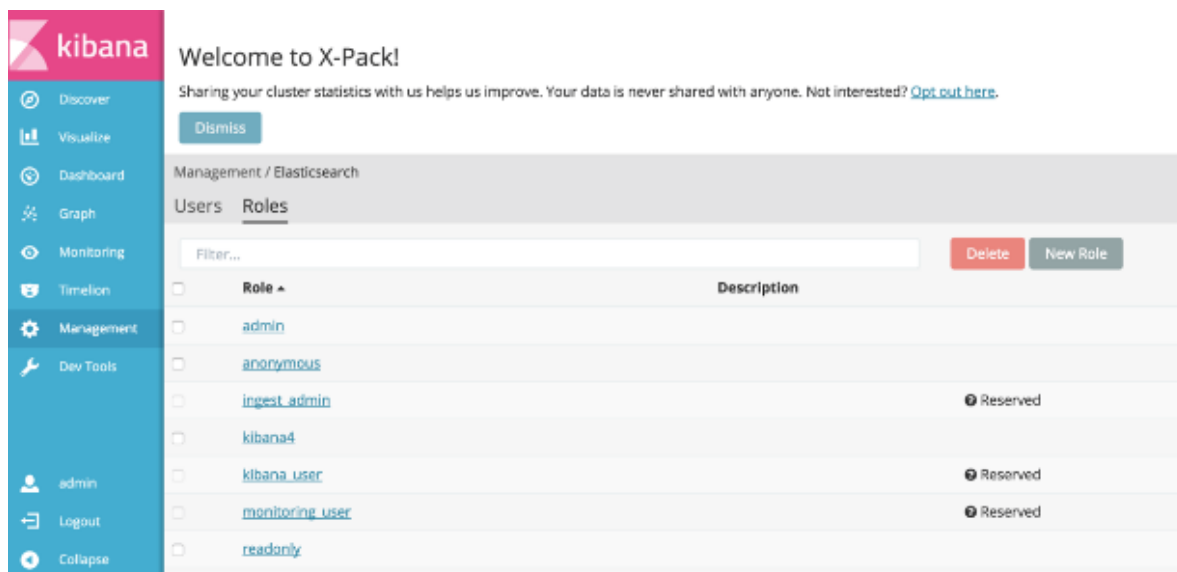 kibana
Discover
Visualize
Dashboard
Graph
Monitoring
Timelion
Management
Dev Tools
admin
Logout
Collapse
Welcome to X-Pack!
Sharing your cluster statistics with us helps us improve. Your data is never shared with anyone. Not interested? Opt out here.
Dismiss
Management / Elasticsearch
Users Roles
Filter... Delete New Role
Role Description
admin
anonymous
ingest_admin Reserved
kibana4
kibana_user Reserved
monitoring_user Reserved
readonly